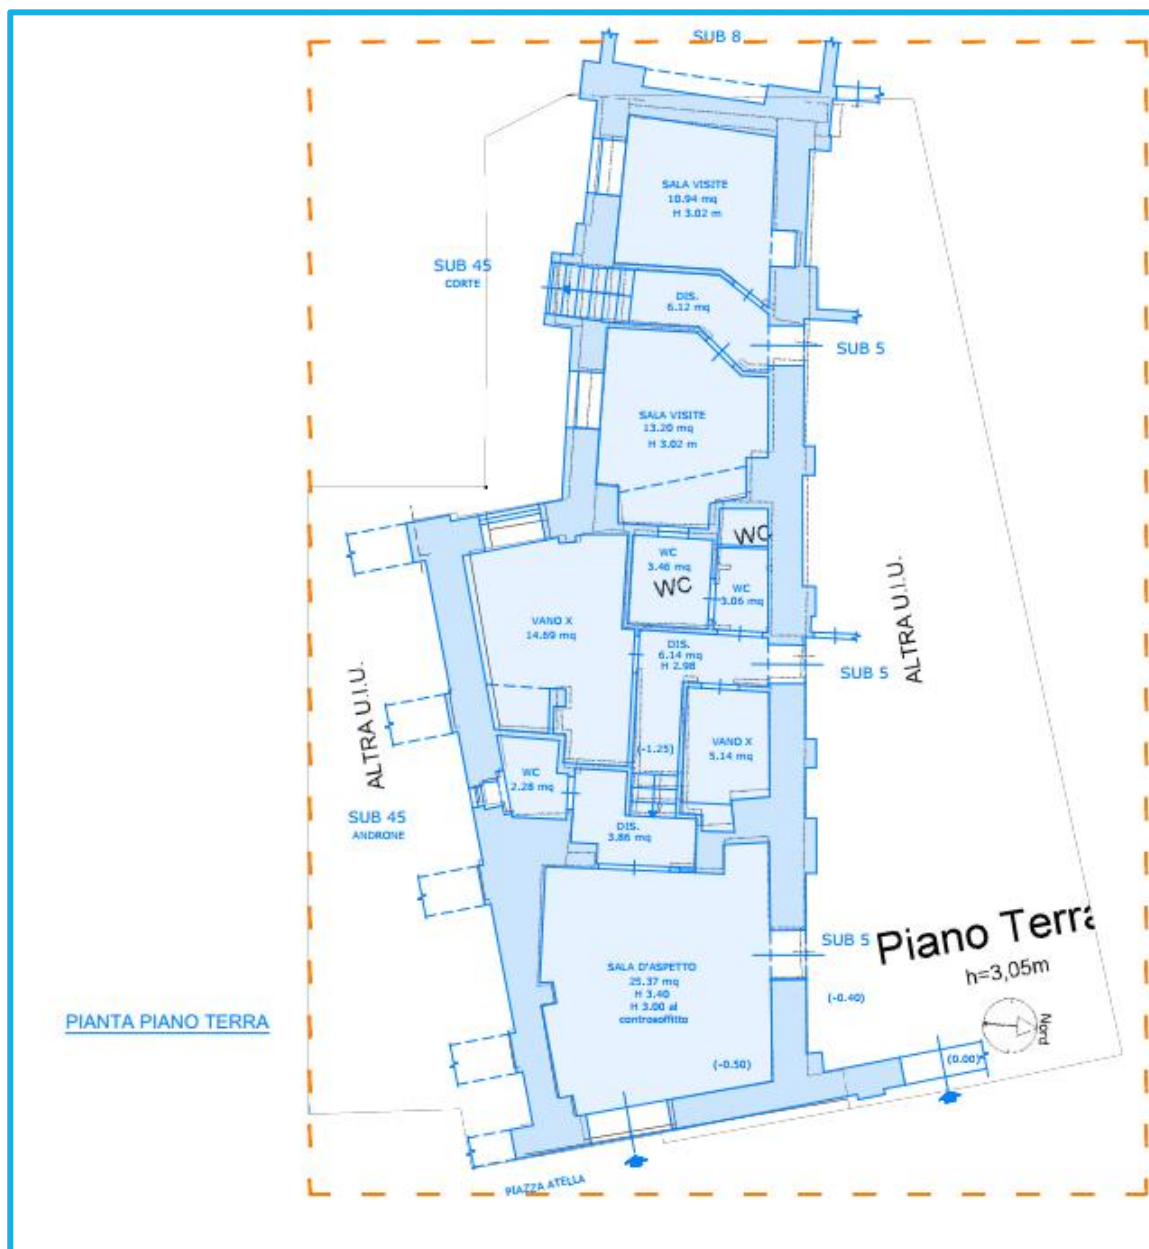 SUB 8
SALA VISITE
10.94 mq
H 3.02 m
SUB 45
CORTE
DIS.
6.12 mq
SUB 5
SALA VISITE
13.20 mq
H 3.02 m
WC
WC
3.46 mq
WC
WC
3.06 mq
ALTRA U.I.U.
VANO X
14.69 mq
DIS.
6.14 mq
H 2.98
SUB 5
ALTRA U.I.U.
(-1.25)
VANO X
5.14 mq
WC
2.28 mq
SUB 45
ANDRONE
DIS.
3.86 mq
SUB 5
Piano Terra
h=3,05m
SALA D'ASPETTO
25.37 mq
H 3.40
H 3.00 al
controsoffitto
(-0.40)
Nord
PIANTA PIANO TERRA
(-0.50)
(0.00)
PIAZZA ATELLA